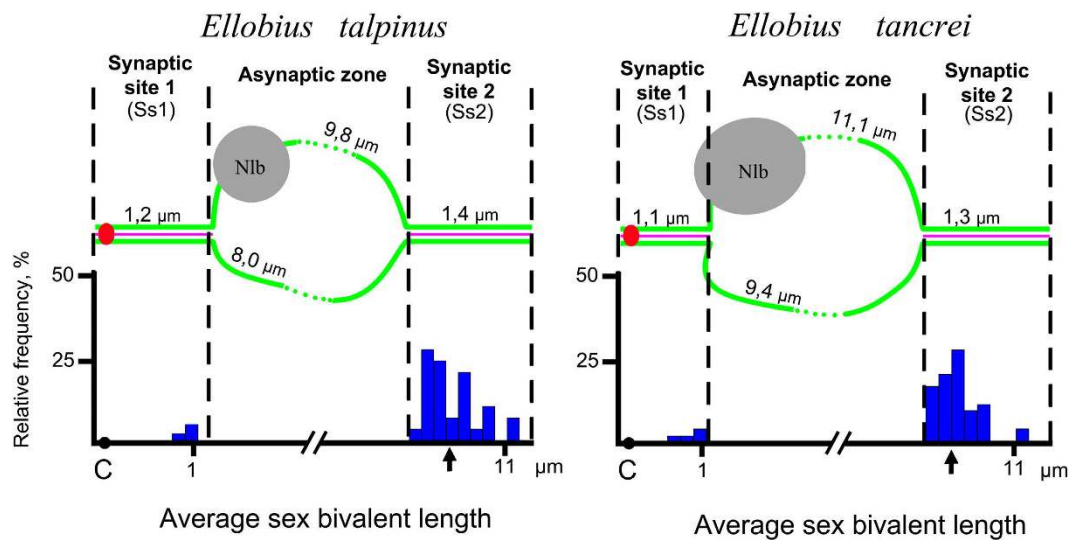 Ellobius talpinus
Synaptic
site 1
(Ss1)
Asynaptic zone
Synaptic
site 2
(Ss2)
9,8 µm
Nlb
1,2 µm
1,4 µm
8,0 µm
50
25
Relative frequency, %
C
1
11
µm
Average sex bivalent length
Ellobius tancrei
Synaptic
site 1
(Ss1)
Asynaptic zone
Synaptic
site 2
(Ss2)
11,1 µm
Nlb
1,1 µm
1,3 µm
9,4 µm
50
25
C
1
11
µm
Average sex bivalent length